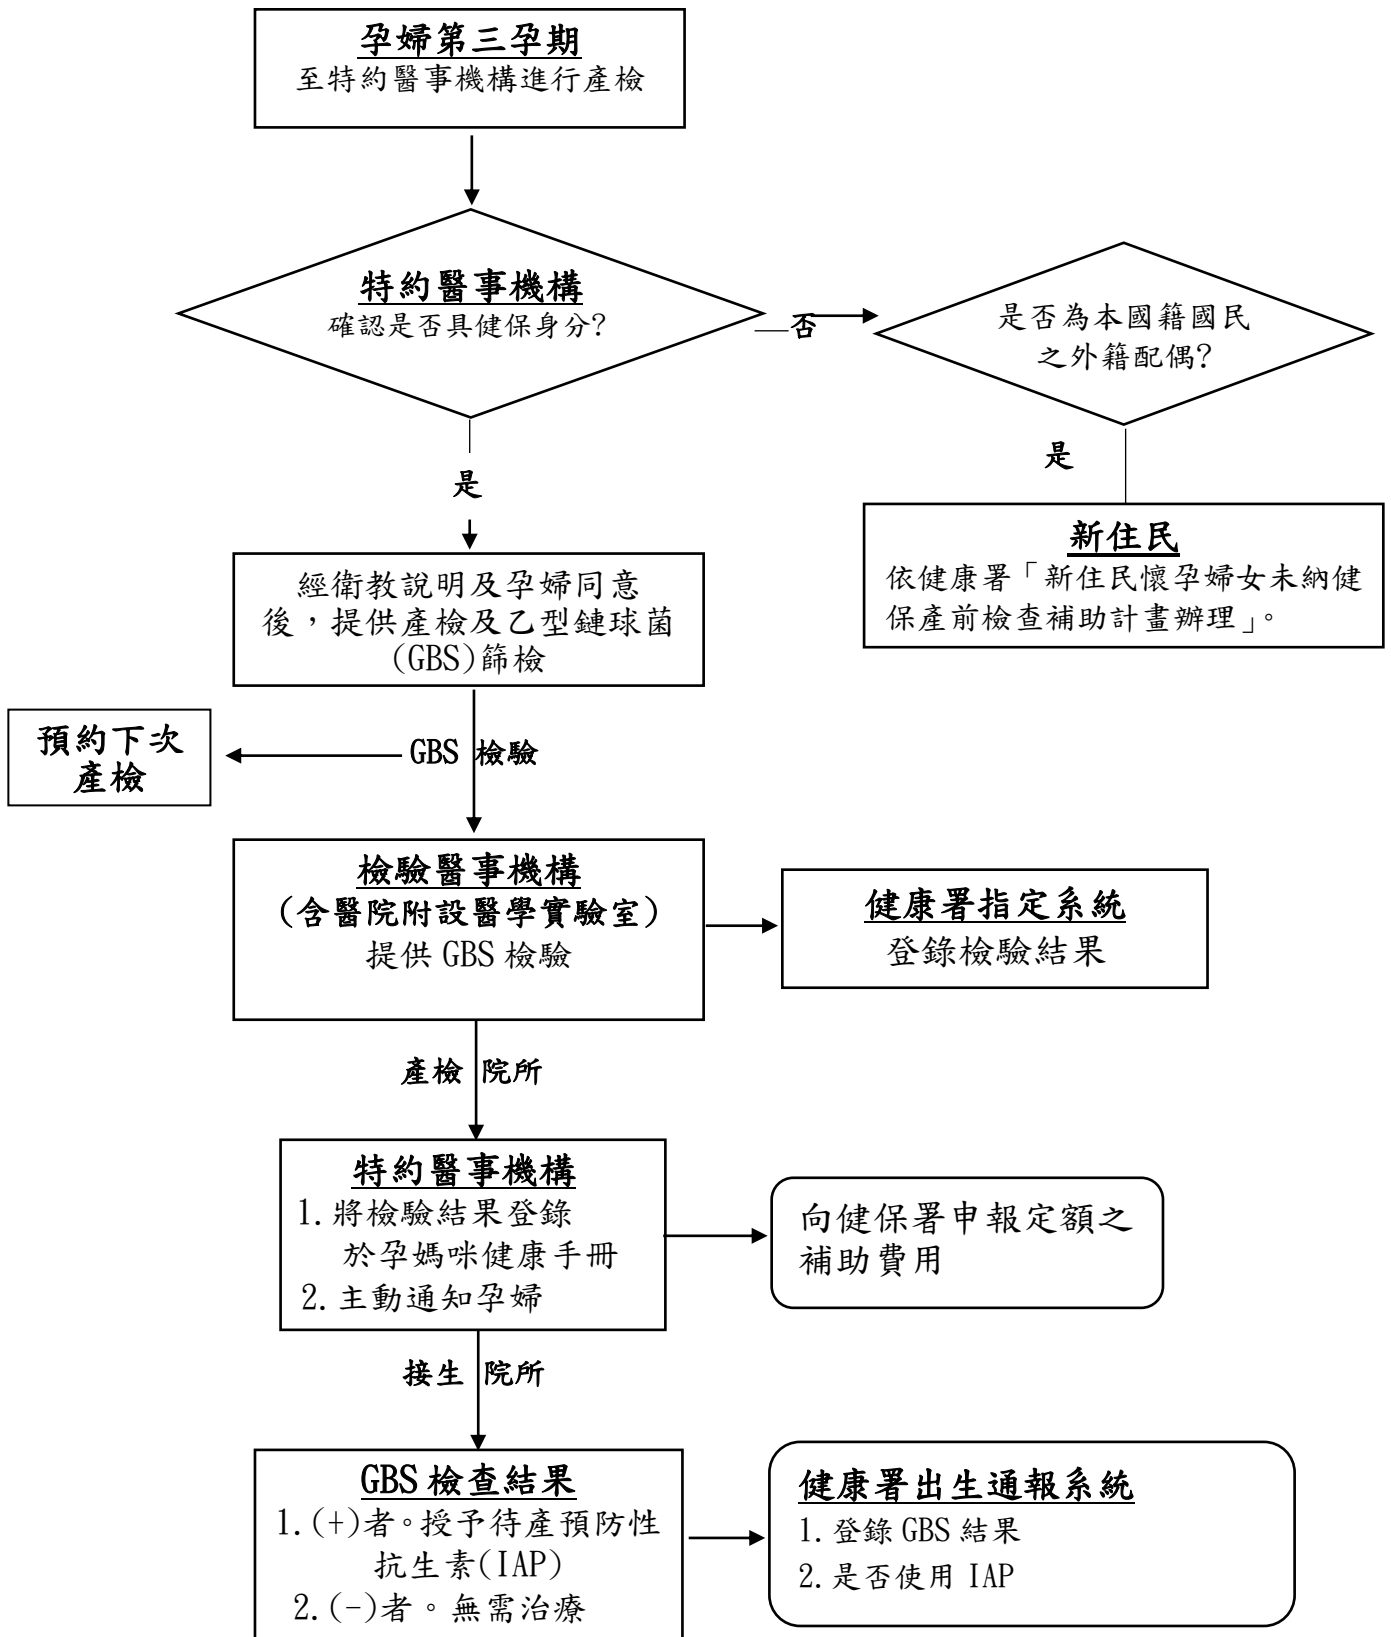 孕婦第三孕期
至特約醫事機構進行產檢
特約醫事機構
確認是否具健保身分?
否
是否為本國籍國民
之外籍配偶?
是
是
新住民
依健康署「新住民懷孕婦女未納健
保產前檢查補助計畫辦理」。
經衛教說明及孕婦同意
後，提供產檢及乙型鏈球菌
(GBS)篩檢
預約下次
產檢
GBS 檢驗
檢驗醫事機構
(含醫院附設醫學實驗室)
提供 GBS 檢驗
健康署指定系統
登錄檢驗結果
產檢 院所
特約醫事機構
1.將檢驗結果登錄
於孕媽咪健康手冊
2.主動通知孕婦
向健保署申報定額之
補助費用
接生 院所
GBS 檢查結果
1.(+)者。授予待產預防性
抗生素(IAP)
2.(-)者。無需治療
健康署出生通報系統
1.登錄 GBS 結果
2.是否使用 IAP